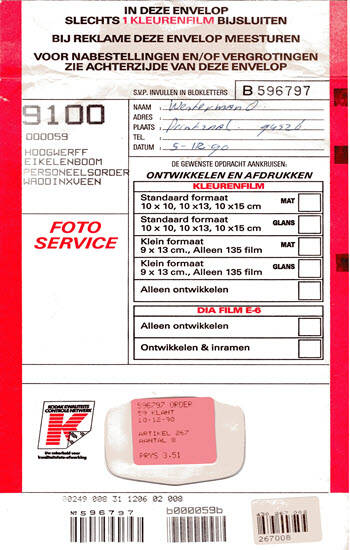 IN DEZE ENVELOP
SLECHTS 1 KLEURENFILM BIJSLUITEN
BIJ REKLAME DEZE ENVELOP MEESTUREN
VOOR NABESTELLINGEN EN/OF VERGROTINGEN
ZIE ACHTERZIJDE VAN DEZE ENVELOP
S.M.P. INVULLEN IN BLOKLETTERS B 596797
9100
000059
HOOGWERFF
EIKELENBOOM
PERSONEELSORDER
WADDINXVEEN
NAAM : Westerman O
ADRES :
PLAATS
TEL. :
DATUM : 5-12-90
DE GEWENSTE OPDRACHT AANKRUISEN:
ONTWIKKELEN EN AFDRUKKEN
KLEURENFILM
Standaard formaat MAT
10 x 10, 10 x 13, 10 x 15 cm
Standaard formaat GLANS
10 x 10, 10 x 13, 10 x 15 cm
Klein formaat MAT
9 x 13 cm., Alleen 135 film
Klein formaat GLANS
9 x 13 cm., Alleen 135 film
Alleen ontwikkelen
DIA FILM E-6
Alleen ontwikkelen
Ontwikkelen & inramen
FOTO
SERVICE
KODAK KWALITEITS
CONTROLE NETWERK
K
Uw zekerheid voor
kwaliteitsfoto-afwerking
596797 ORDER
59 KLANT
10-12-90
ARTIKEL 267
AANTAL 8
PRYS 3.51
00249 008 31 1206 02 008
596797
b000059b
267008